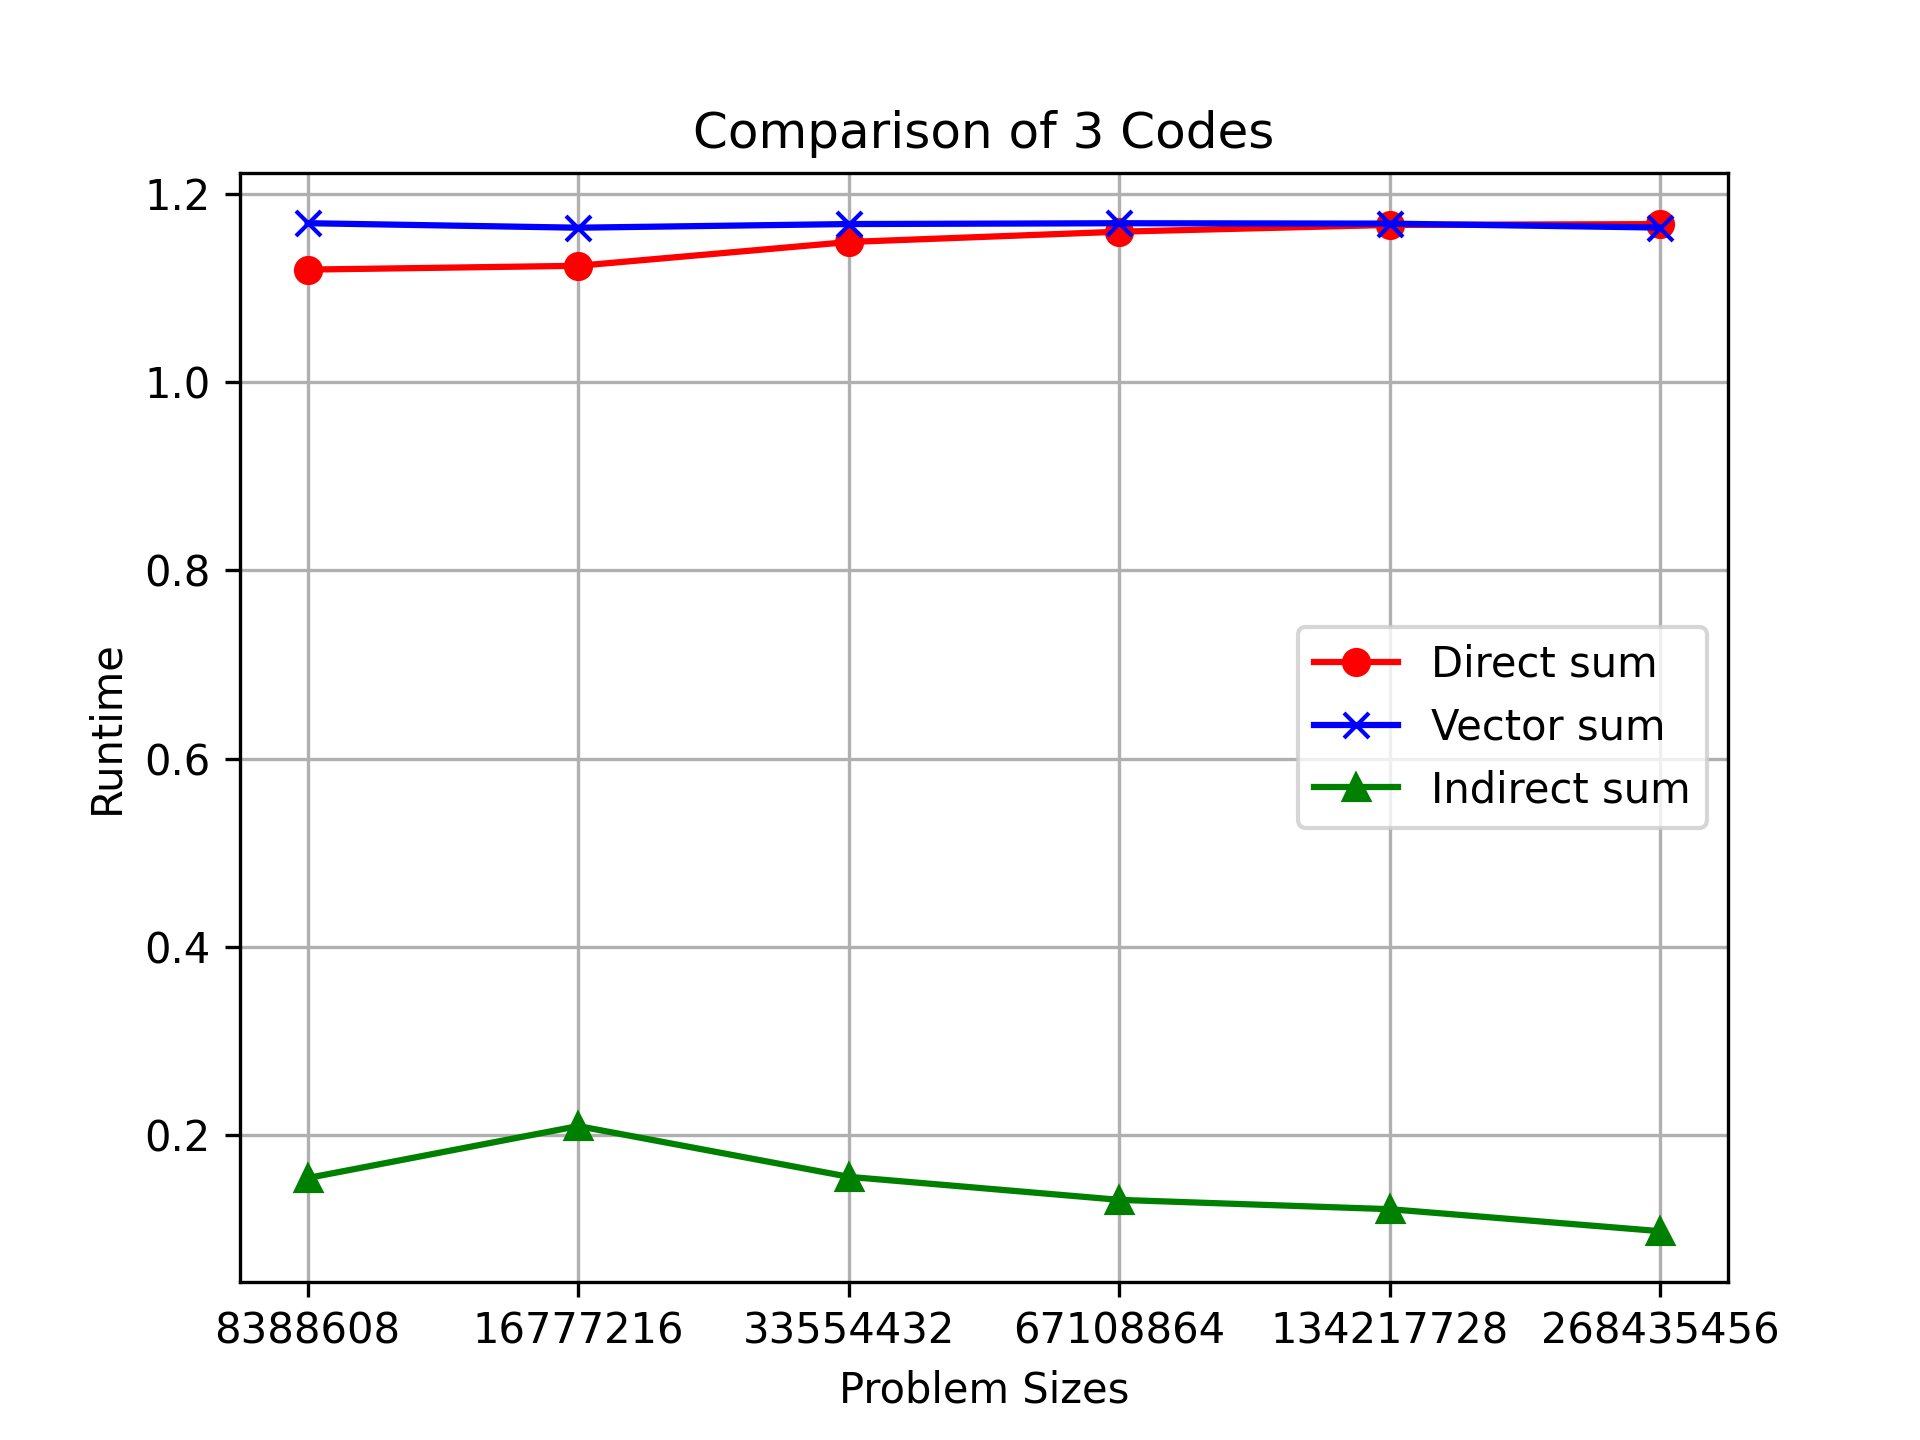 Comparison of 3 Codes
1.2
1.0
0.8
0.6
0.4
0.2
Runtime
Direct sum
Vector sum
Indirect sum
8388608 16777216 33554432 67108864 134217728 268435456
Problem Sizes